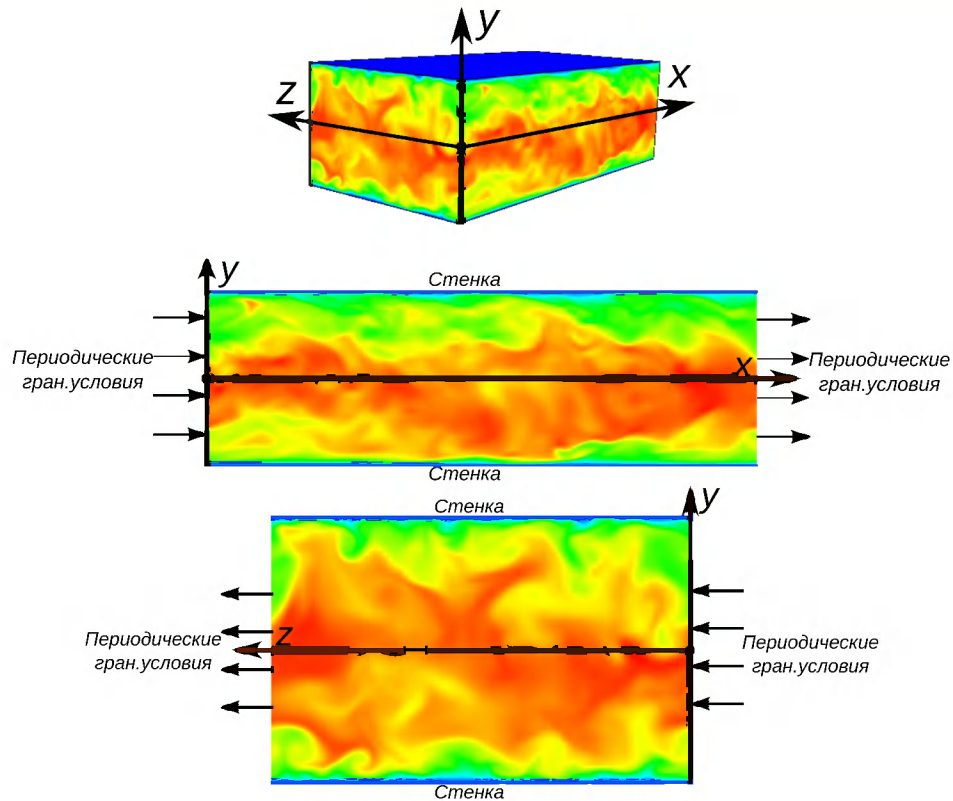 y
z
x
y
Стенка
Периодические
гран.условия
x
Периодические
гран.условия
Стенка
Стенка
y
Периодические
гран.условия
z
Периодические
гран.условия
Стенка